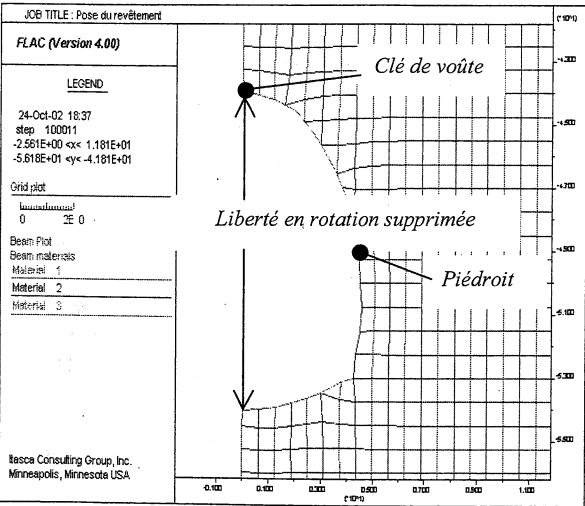 JOB TITLE : Pose du revêtement
FLAC (Version 4.00)
LEGEND
24-Oct-02 18:37
step 100011
-2.561E+00 <x< 1.181E+01
-5.618E+01 <y< -4.181E+01
Grid plot
0 2E 0
Beam Plot
Beam materials
Material 1
Material 2
Material 3
Itasca Consulting Group, Inc.
Minneapolis, Minnesota USA
Clé de voûte
Liberté en rotation supprimée
Piédroit
(*10^1)
-4.300
-4.500
-4.700
-4.900
-5.100
-5.300
-5.500
-0.100
0.100
0.300
0.500
0.700
0.900
1.100
(*10^1)